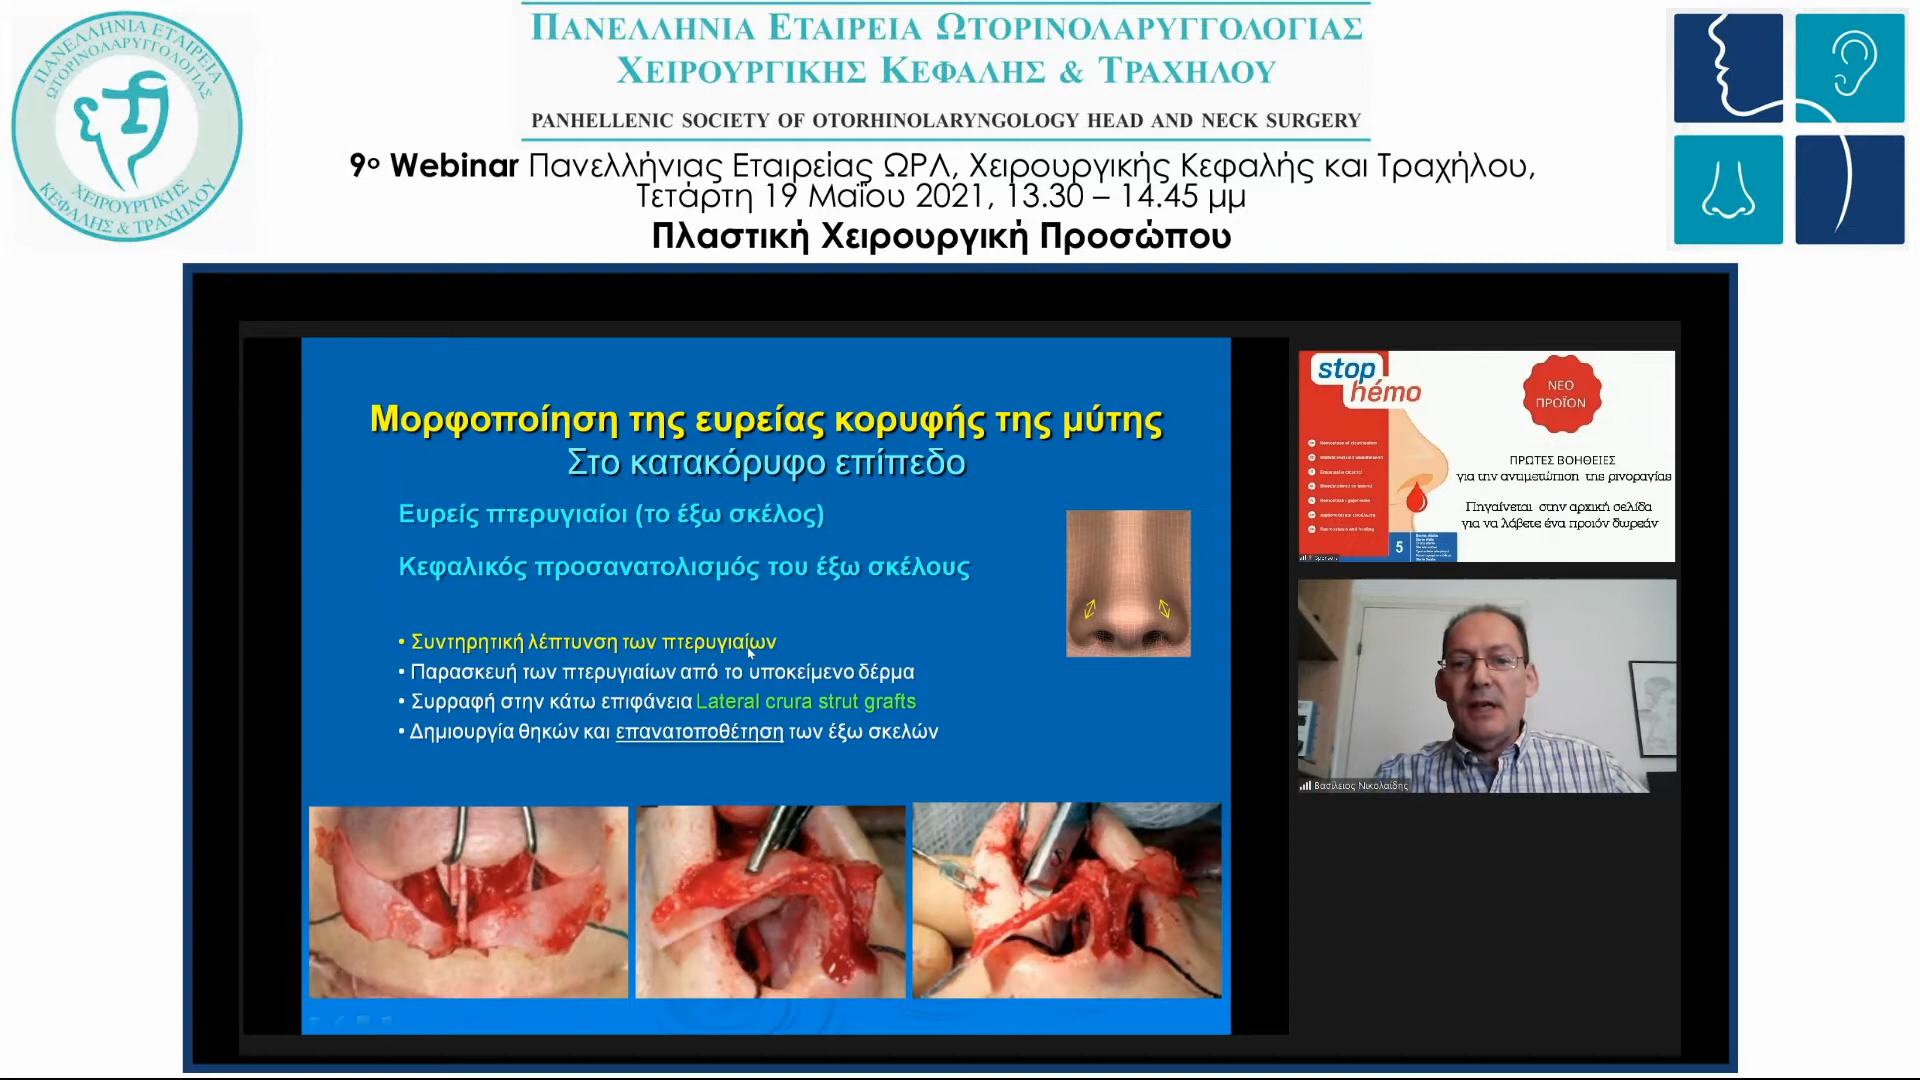 ΠΑΝΕΛΛΗΝΙΑ ΕΤΑΙΡΕΙΑ
ΩΤΟΡΙΝΟΛΑΡΥΓΓΟΛΟΓΙΑΣ
ΧΕΙΡΟΥΡΓΙΚΗΣ
ΚΕΦΑΛΗΣ & ΤΡΑΧΗΛΟΥ
ΠΑΝΕΛΛΗΝΙΑ ΕΤΑΙΡΕΙΑ ΩΤΟΡΙΝΟΛΑΡΥΓΓΟΛΟΓΙΑΣ
ΧΕΙΡΟΥΡΓΙΚΗΣ ΚΕΦΑΛΗΣ & ΤΡΑΧΗΛΟΥ
PANHELLENIC SOCIETY OF OTORHINOLARYNGOLOGY HEAD AND NECK SURGERY
9ο Webinar Πανελλήνιας Εταιρείας ΩΡΛ, Χειρουργικής Κεφαλής και Τραχήλου,
Τετάρτη 19 Μαΐου 2021, 13.30 – 14.45 μμ
Πλαστική Χειρουργική Προσώπου
Μορφοποίηση της ευρείας κορυφής της μύτης
Στο κατακόρυφο επίπεδο
Ευρείς πτερυγιαίοι (το έξω σκέλος)
Κεφαλικός προσανατολισμός του έξω σκέλους
• Συντηρητική λέπτυνση των πτερυγιαίων
• Παρασκευή των πτερυγιαίων από το υποκείμενο δέρμα
• Συρραφή στην κάτω επιφάνεια Lateral crura strut grafts
• Δημιουργία θηκών και επανατοποθέτηση των έξω σκελών
stop
hémo
ΝΕΟ
ΠΡΟΪΟΝ
ΠΡΩΤΕΣ ΒΟΗΘΕΙΕΣ
για την αντιμετώπιση της ρινοραγίας
Πηγαίνεται στην αρχική σελίδα
για να λάβετε ένα προιόν δωρεάν
5
Βασίλειος Νικολαΐδης